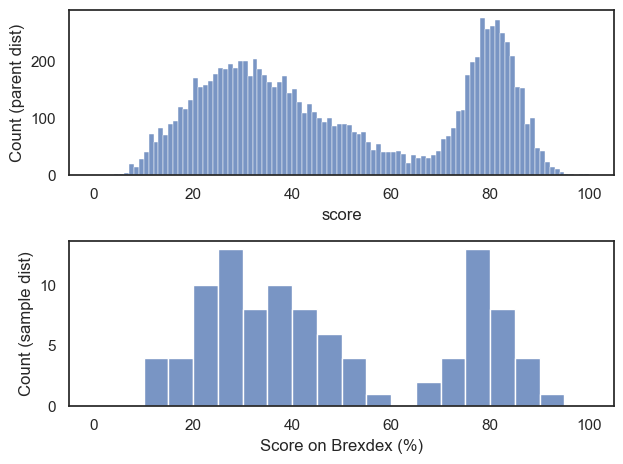 Count (parent dist)
200
100
0
0 20 40 60 80 100
score
Count (sample dist)
10
5
0
0 20 40 60 80 100
Score on Brexdex (%)